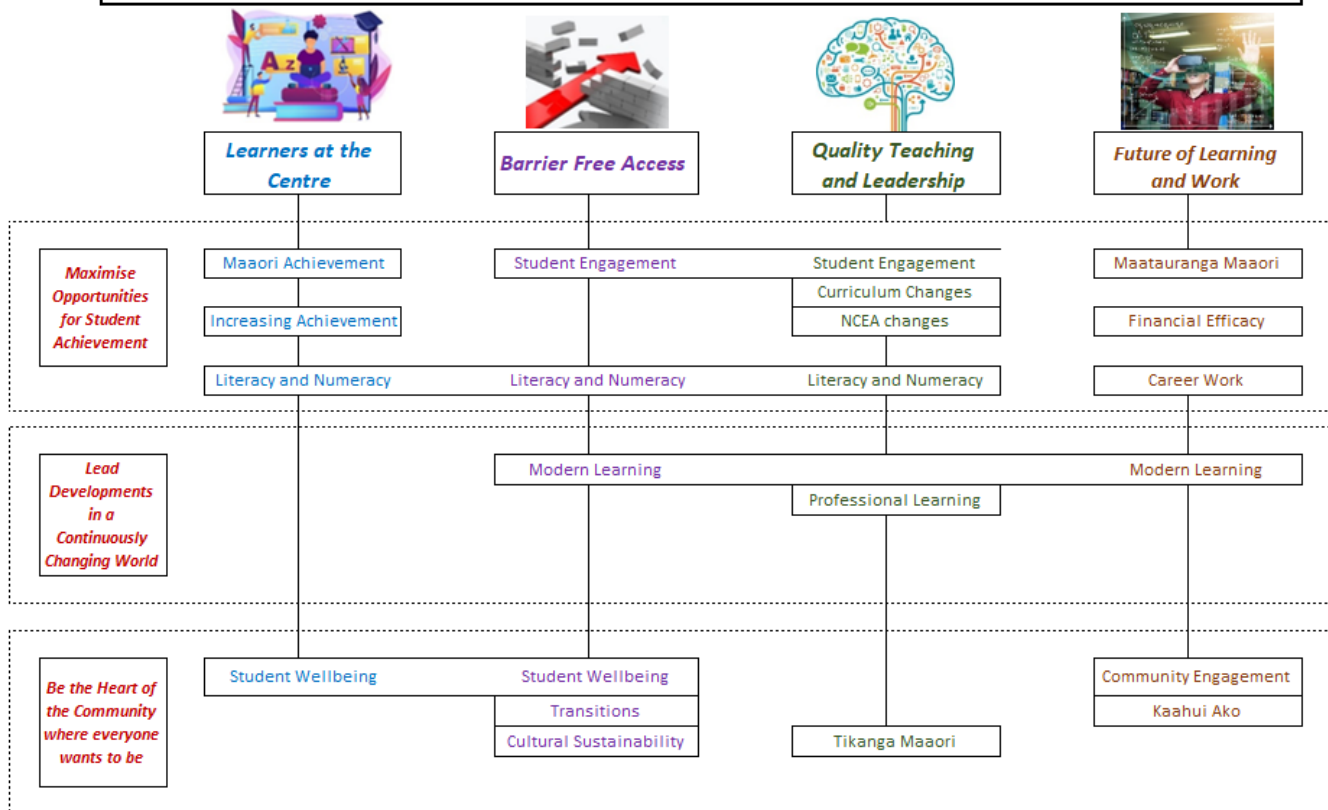 A z
Learners at the
Centre
Barrier Free Access
Quality Teaching
and Leadership
Future of Learning
and Work
Maximise
Opportunities
for Student
Achievement
Maaori Achievement
Student Engagement
Student Engagement
Maatauranga Maaori
Curriculum Changes
Increasing Achievement
NCEA changes
Financial Efficacy
Literacy and Numeracy
Literacy and Numeracy
Literacy and Numeracy
Career Work
Lead
Developments
in a
Continuously
Changing World
Modern Learning
Modern Learning
Professional Learning
Be the Heart of
the Community
where everyone
wants to be
Student Wellbeing
Student Wellbeing
Community Engagement
Transitions
Kaahui Ako
Cultural Sustainability
Tikanga Maaori